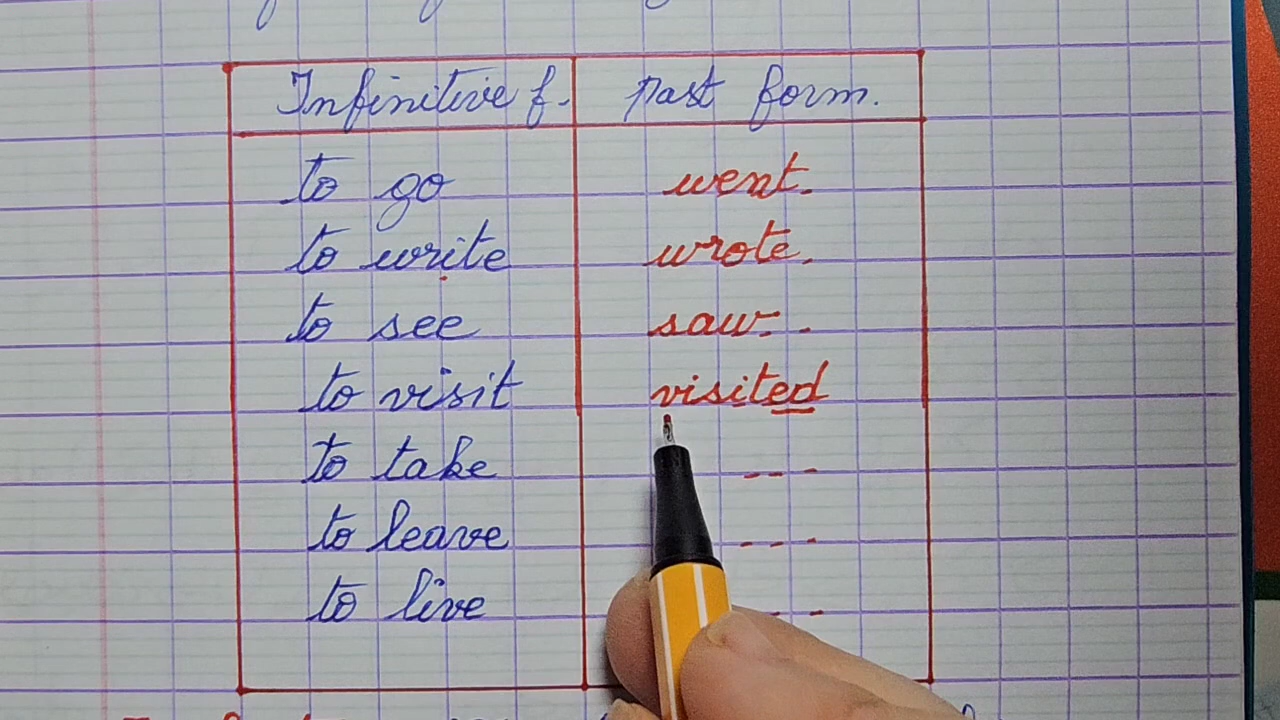 Infinitive f. past form.
to go went.
to write wrote.
to see saw. .
to visit visited
to take ---
to leave ---
to live --